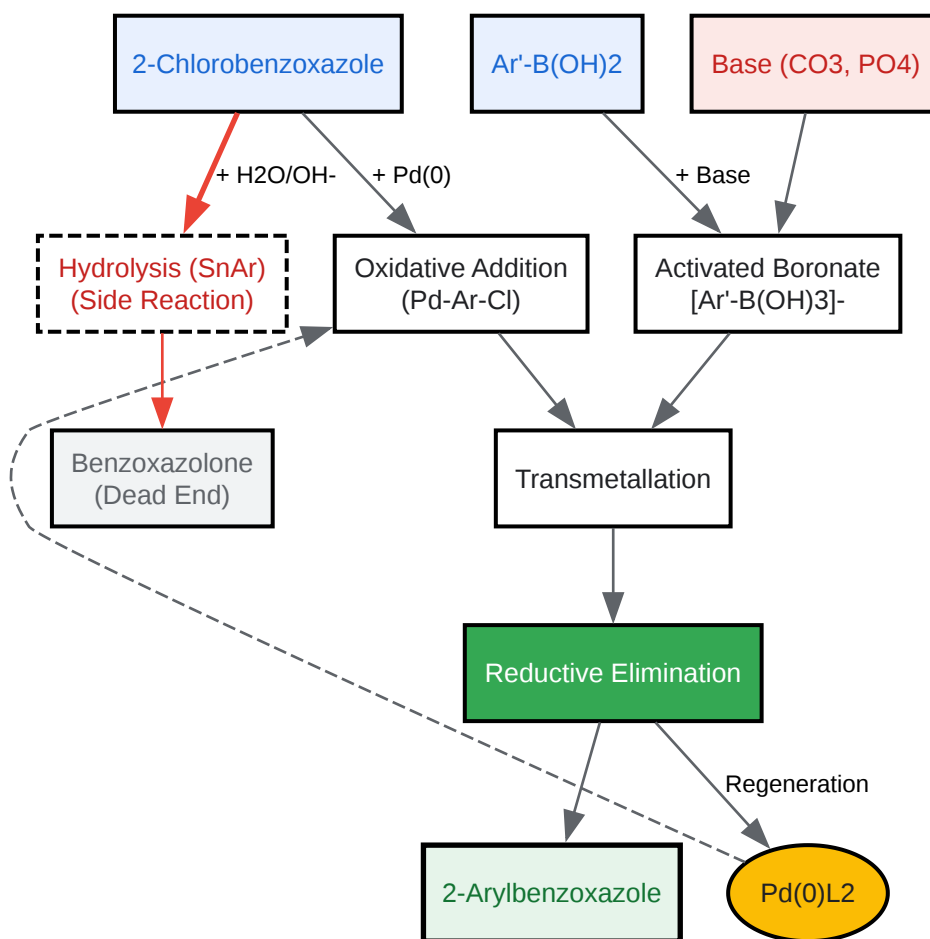 2-Chlorobenzoxazole
Ar'-B(OH)2
Base (CO3, PO4)
+ H2O/OH-
+ Pd(0)
+ Base
Hydrolysis (SnAr)
(Side Reaction)
Oxidative Addition
(Pd-Ar-Cl)
Activated Boronate
[Ar'-B(OH)3]-
Benzoxazolone
(Dead End)
Transmetallation
Reductive Elimination
Regeneration
2-Arylbenzoxazole
Pd(0)L2